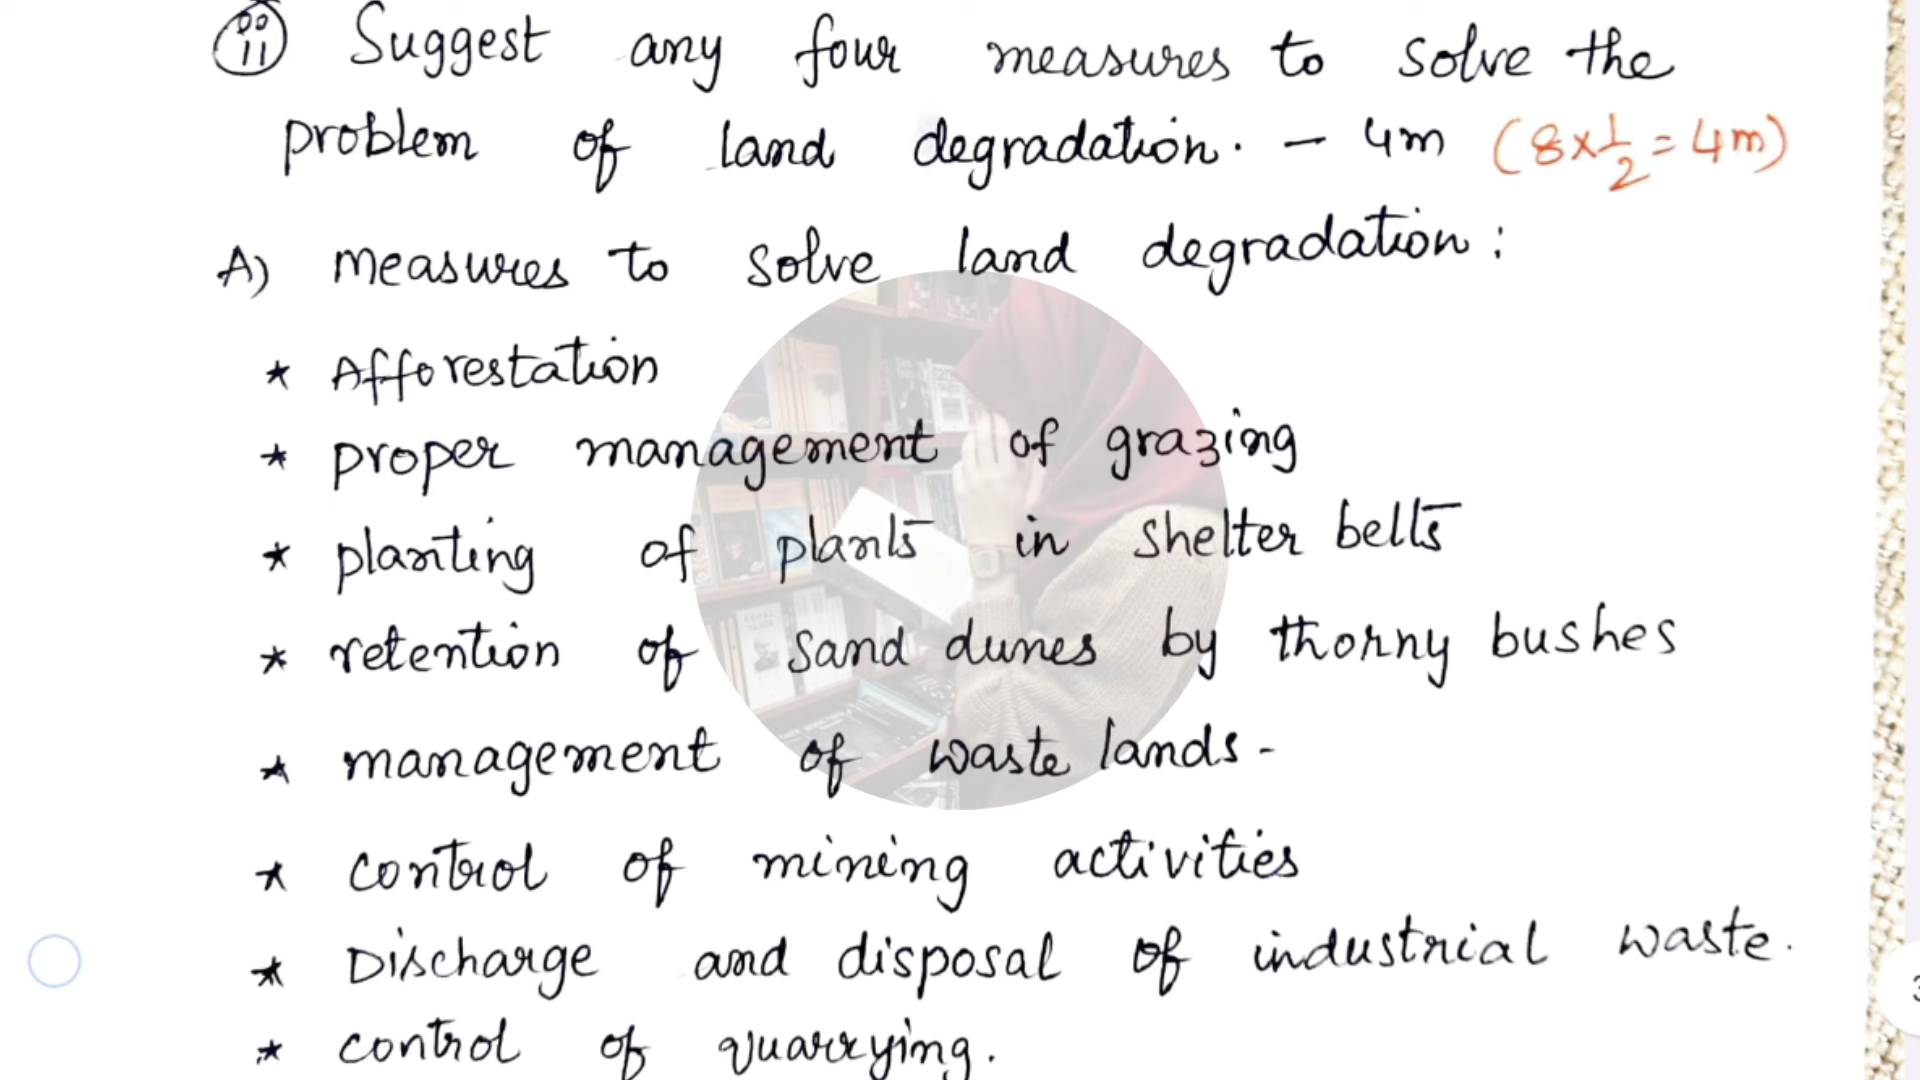 ii Suggest any four measures to solve the
problem of land degradation. - 4m (8x1/2=4m)
A) measures to solve land degradation:
* Afforestation
* proper management of grazing
* planting of plants in shelter belts
* retention of sand dunes by thorny bushes
* management of waste lands-
* control of mining activities
* Discharge and disposal of industrial waste.
* control of quarrying.
3